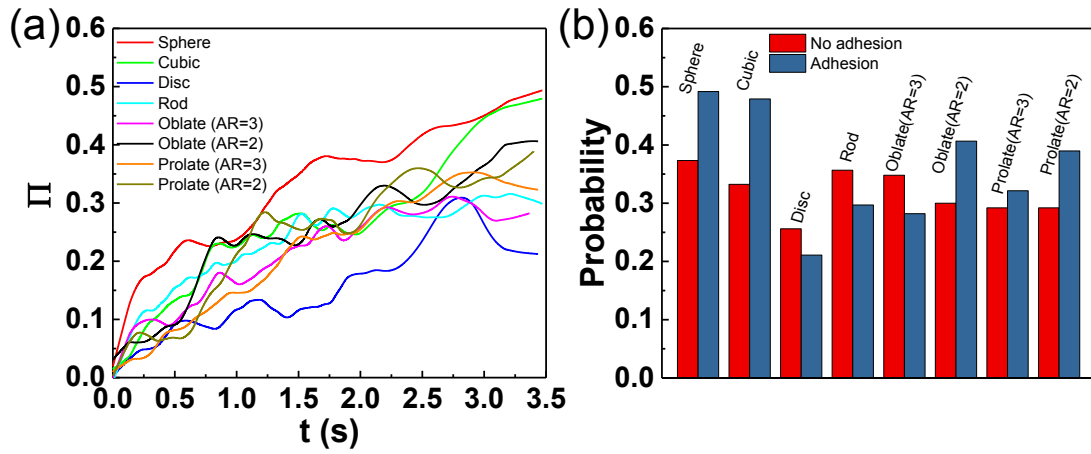 (a)
Sphere
Cubic
Disc
Rod
Oblate (AR=3)
Oblate (AR=2)
Prolate (AR=3)
Prolate (AR=2)
Π
0.6
0.5
0.4
0.3
0.2
0.1
0.0
0.0 0.5 1.0 1.5 2.0 2.5 3.0 3.5
t (s)
(b)
No adhesion
Adhesion
Sphere
Cubic
Disc
Rod
Oblate(AR=3)
Oblate(AR=2)
Prolate(AR=3)
Prolate(AR=2)
Probability
0.6
0.5
0.4
0.3
0.2
0.1
0.0